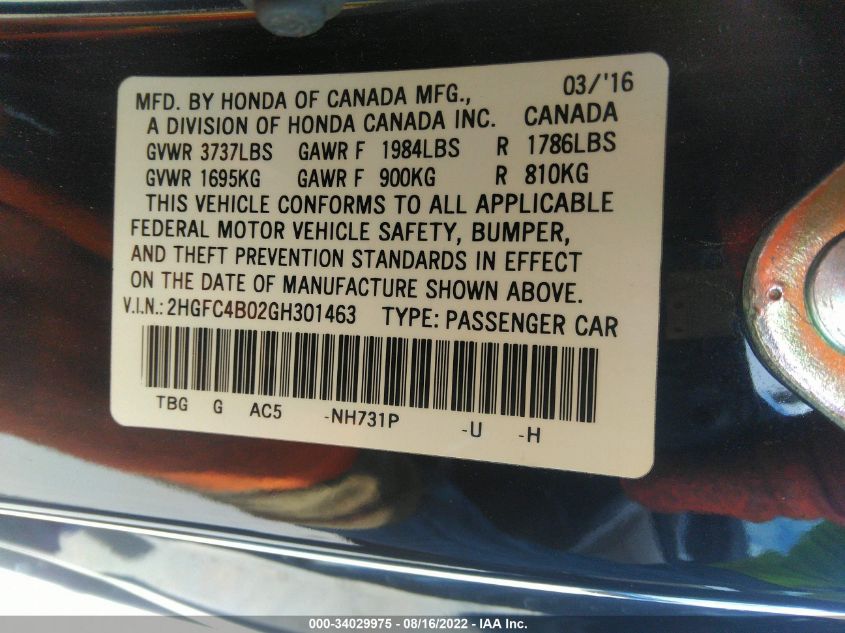 MFD. BY HONDA OF CANADA MFG., 03/'16
A DIVISION OF HONDA CANADA INC. CANADA
GVWR 3737LBS GAWR F 1984LBS R 1786LBS
GVWR 1695KG GAWR F 900KG R 810KG
THIS VEHICLE CONFORMS TO ALL APPLICABLE
FEDERAL MOTOR VEHICLE SAFETY, BUMPER,
AND THEFT PREVENTION STANDARDS IN EFFECT
ON THE DATE OF MANUFACTURE SHOWN ABOVE.
V.I.N.: 2HGFC4B02GH301463 TYPE: PASSENGER CAR
TBG G AC5 -NH731P -U -H
000-34029975 - 08/16/2022 - IAA Inc.